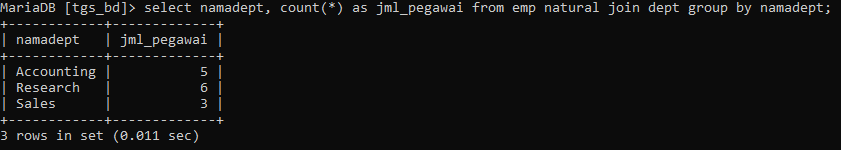 MariaDB [tgs_bd]> select namadept, count(*) as jml_pegawai from emp natural join dept group by namadept;
+------------+-------------+
| namadept   | jml_pegawai |
+------------+-------------+
| Accounting |           5 |
| Research   |           6 |
| Sales      |           3 |
+------------+-------------+
3 rows in set (0.011 sec)